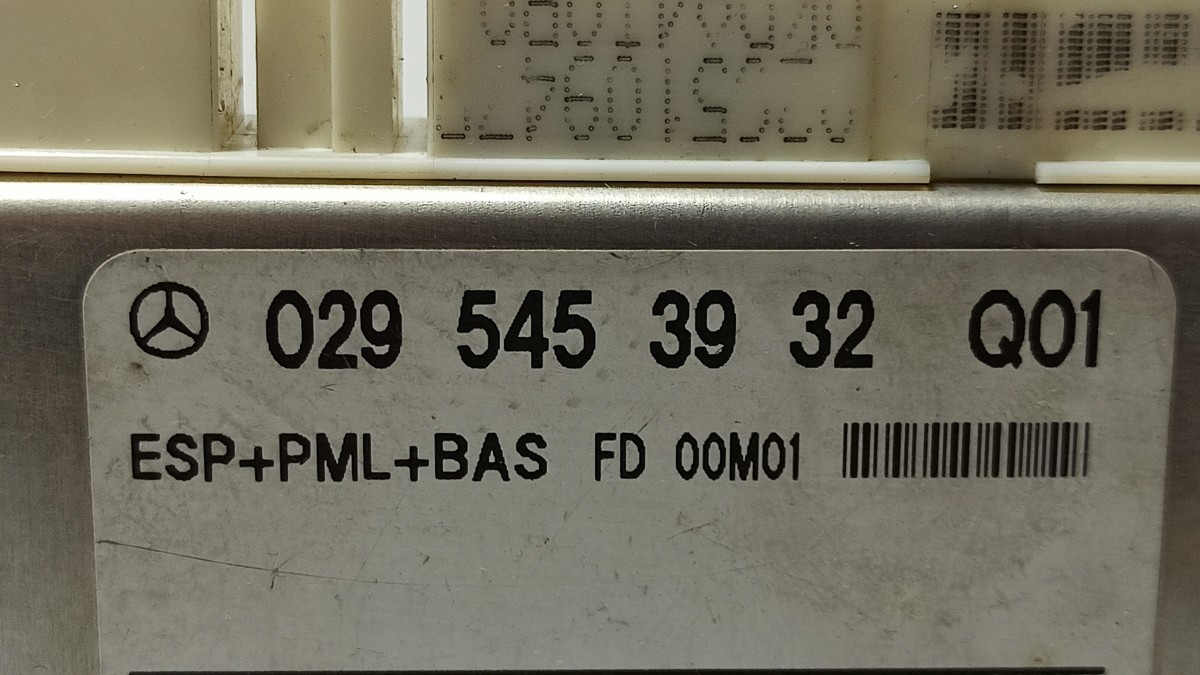 029 545 39 32 Q01
ESP+PML+BAS FD 00M01